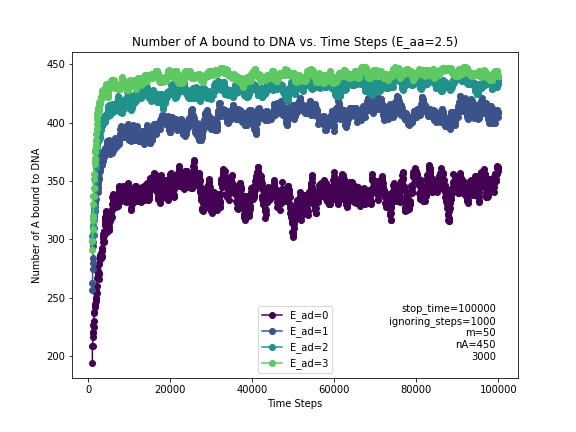 Number of A bound to DNA vs. Time Steps (E_aa=2.5)
Number of A bound to DNA
450
400
350
300
250
200
E_ad=0
E_ad=1
E_ad=2
E_ad=3
stop_time=100000
ignoring_steps=1000
m=50
nA=450
3000
0
20000
40000
60000
80000
100000
Time Steps